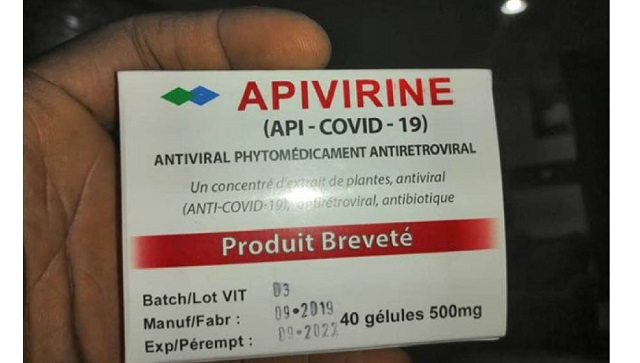 APIVIRINE
(API - COVID - 19)
ANTIVIRAL PHYTOMÉDICAMENT ANTIRETROVIRAL
Un concentré d'extrait de plantes, antiviral
(ANTI-COVID-19), antirétroviral, antibiotique
Produit Breveté
Batch/Lot VIT 03
Manuf/Fabr : 09•2019 40 gélules 500mg
Exp/Pérempt : 09•2022